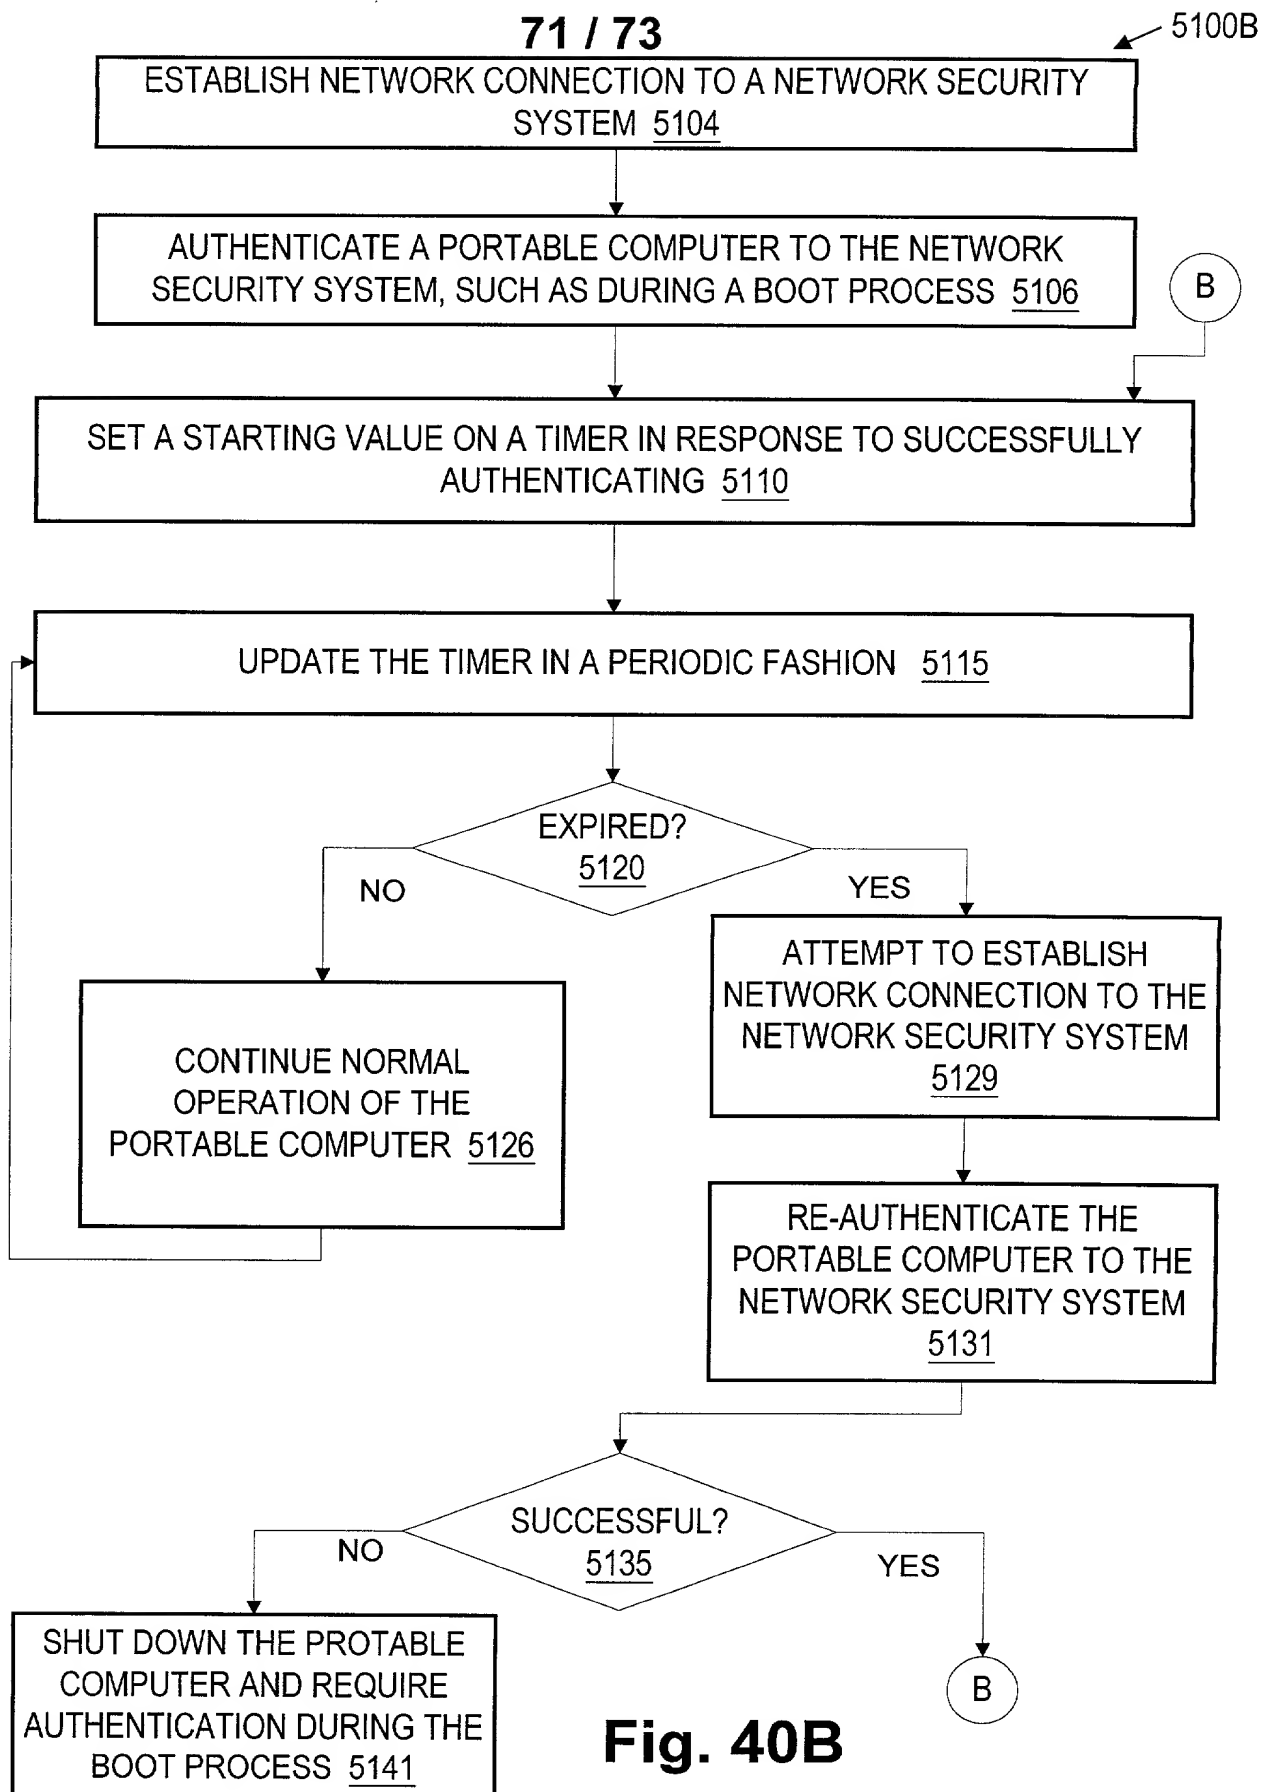 71 / 73
5100B
ESTABLISH NETWORK CONNECTION TO A NETWORK SECURITY
SYSTEM 5104
AUTHENTICATE A PORTABLE COMPUTER TO THE NETWORK
SECURITY SYSTEM, SUCH AS DURING A BOOT PROCESS 5106
B
SET A STARTING VALUE ON A TIMER IN RESPONSE TO SUCCESSFULLY
AUTHENTICATING 5110
UPDATE THE TIMER IN A PERIODIC FASHION 5115
EXPIRED?
5120
NO
YES
ATTEMPT TO ESTABLISH
NETWORK CONNECTION TO THE
NETWORK SECURITY SYSTEM
5129
CONTINUE NORMAL
OPERATION OF THE
PORTABLE COMPUTER 5126
RE-AUTHENTICATE THE
PORTABLE COMPUTER TO THE
NETWORK SECURITY SYSTEM
5131
SUCCESSFUL?
5135
NO
YES
SHUT DOWN THE PROTABLE
COMPUTER AND REQUIRE
AUTHENTICATION DURING THE
BOOT PROCESS 5141
B
Fig. 40B